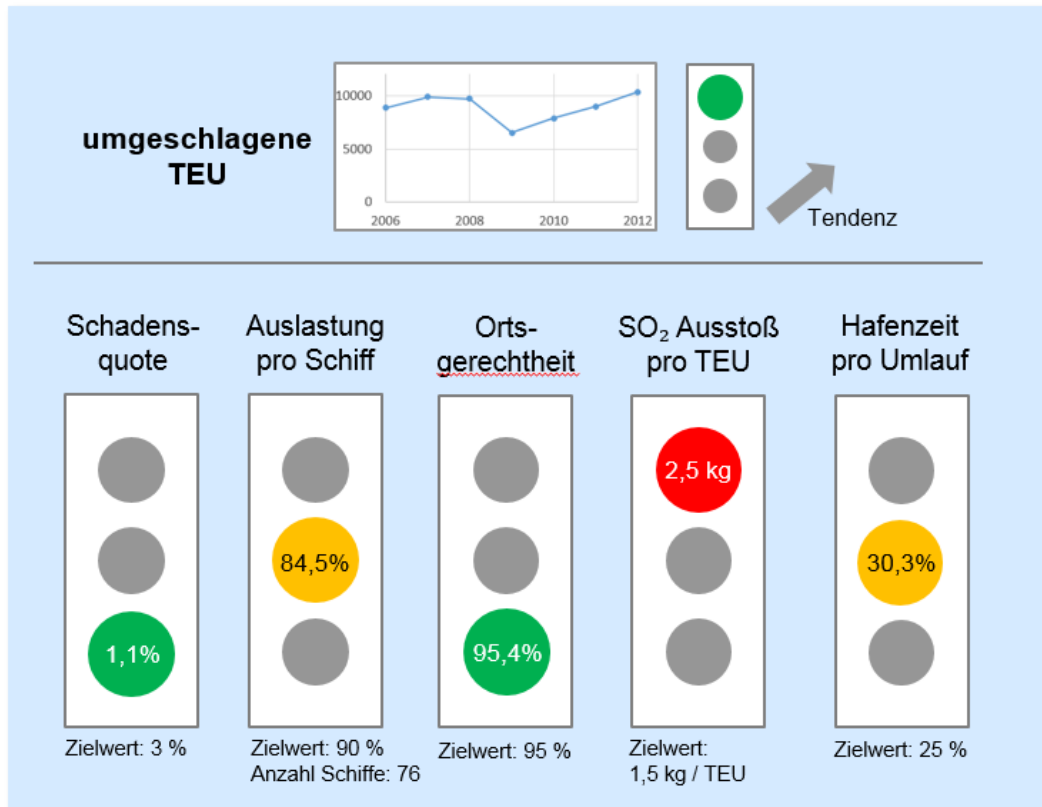 umgeschlagene
TEU
10000
5000
0
2006 2008 2010 2012
Tendenz
Schadens-
quote
Auslastung
pro Schiff
Orts-
gerechtheit
SO₂ Ausstoß
pro TEU
Hafenzeit
pro Umlauf
1,1%
84,5%
95,4%
2,5 kg
30,3%
Zielwert: 3 %
Zielwert: 90 %
Anzahl Schiffe: 76
Zielwert: 95 %
Zielwert:
1,5 kg / TEU
Zielwert: 25 %